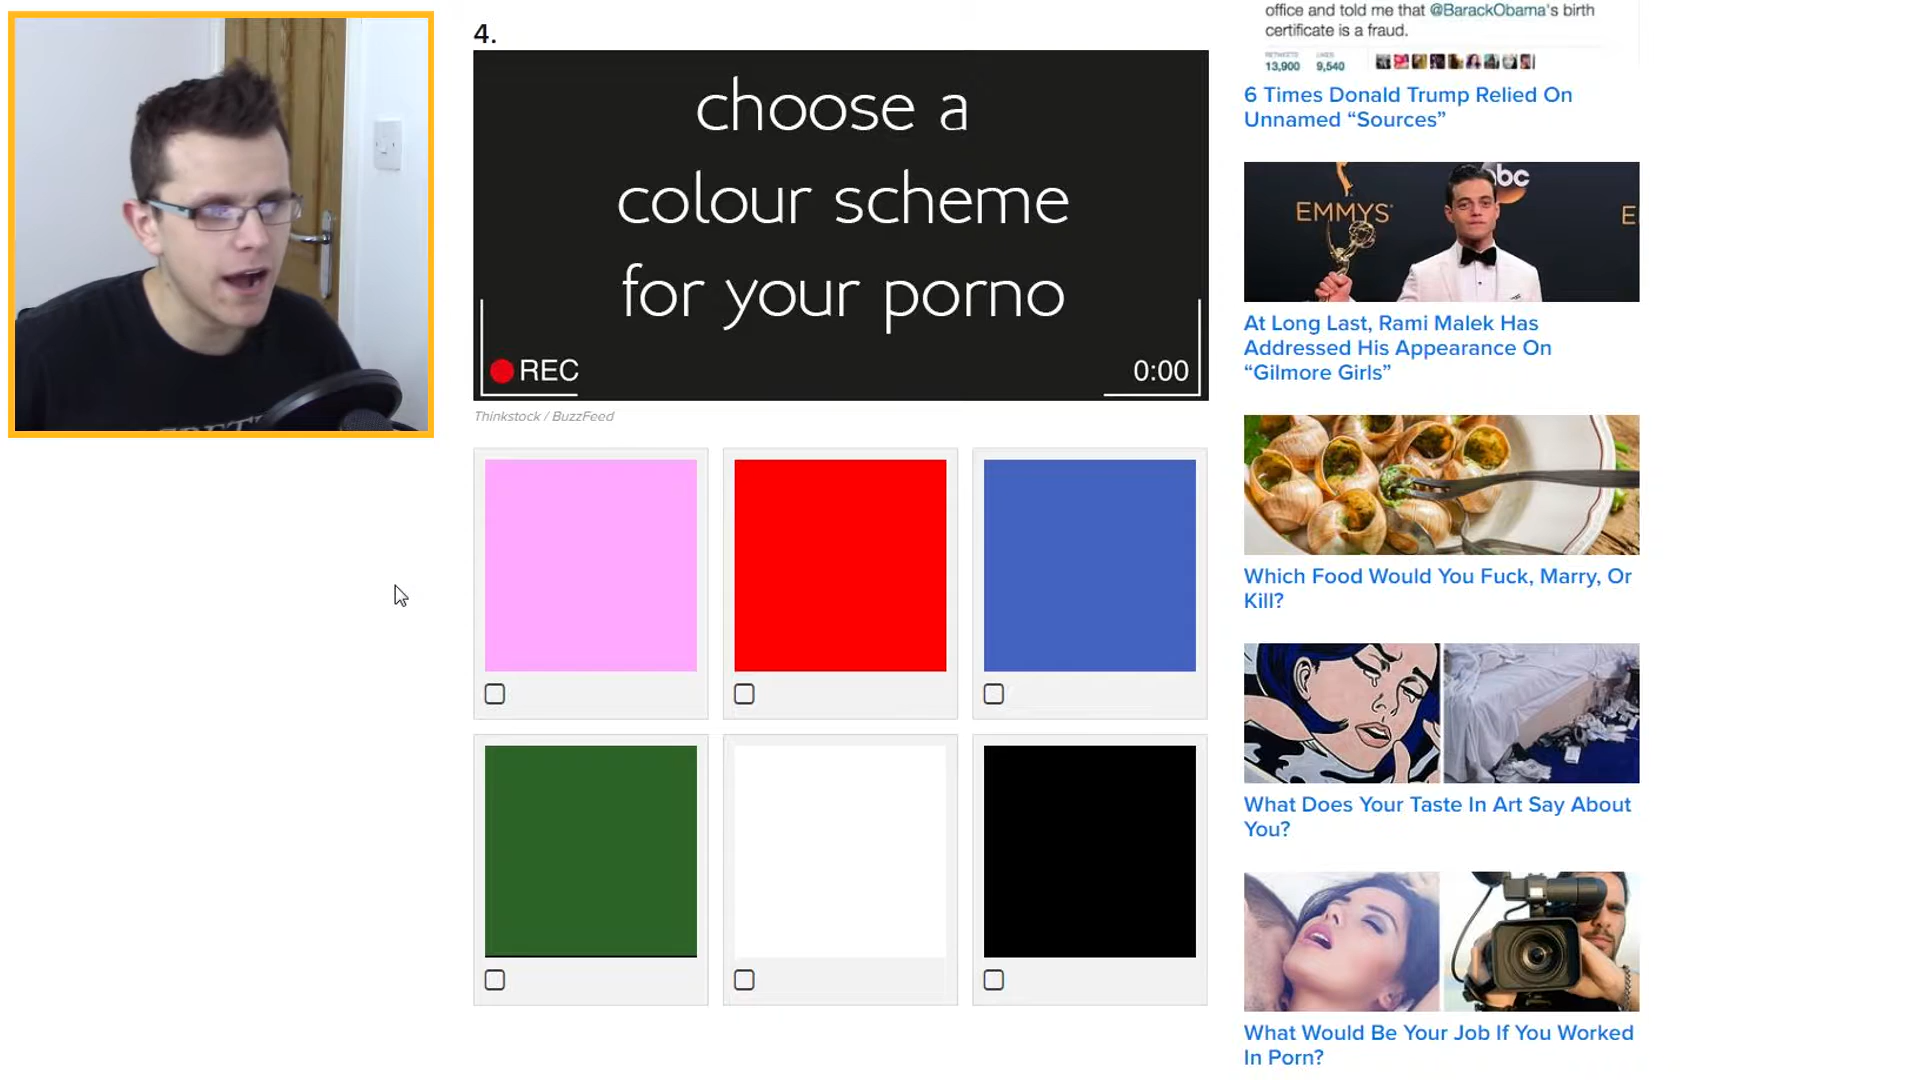 4.
choose a
colour scheme
for your porno
REC
0:00
Thinkstock / BuzzFeed
office and told me that @BarackObama's birth
certificate is a fraud.
RETWEETS LIKES
13,900 9,540
6 Times Donald Trump Relied On
Unnamed “Sources”
abc
EMMYS
E
At Long Last, Rami Malek Has
Addressed His Appearance On
“Gilmore Girls”
Which Food Would You Fuck, Marry, Or
Kill?
What Does Your Taste In Art Say About
You?
What Would Be Your Job If You Worked
In Porn?